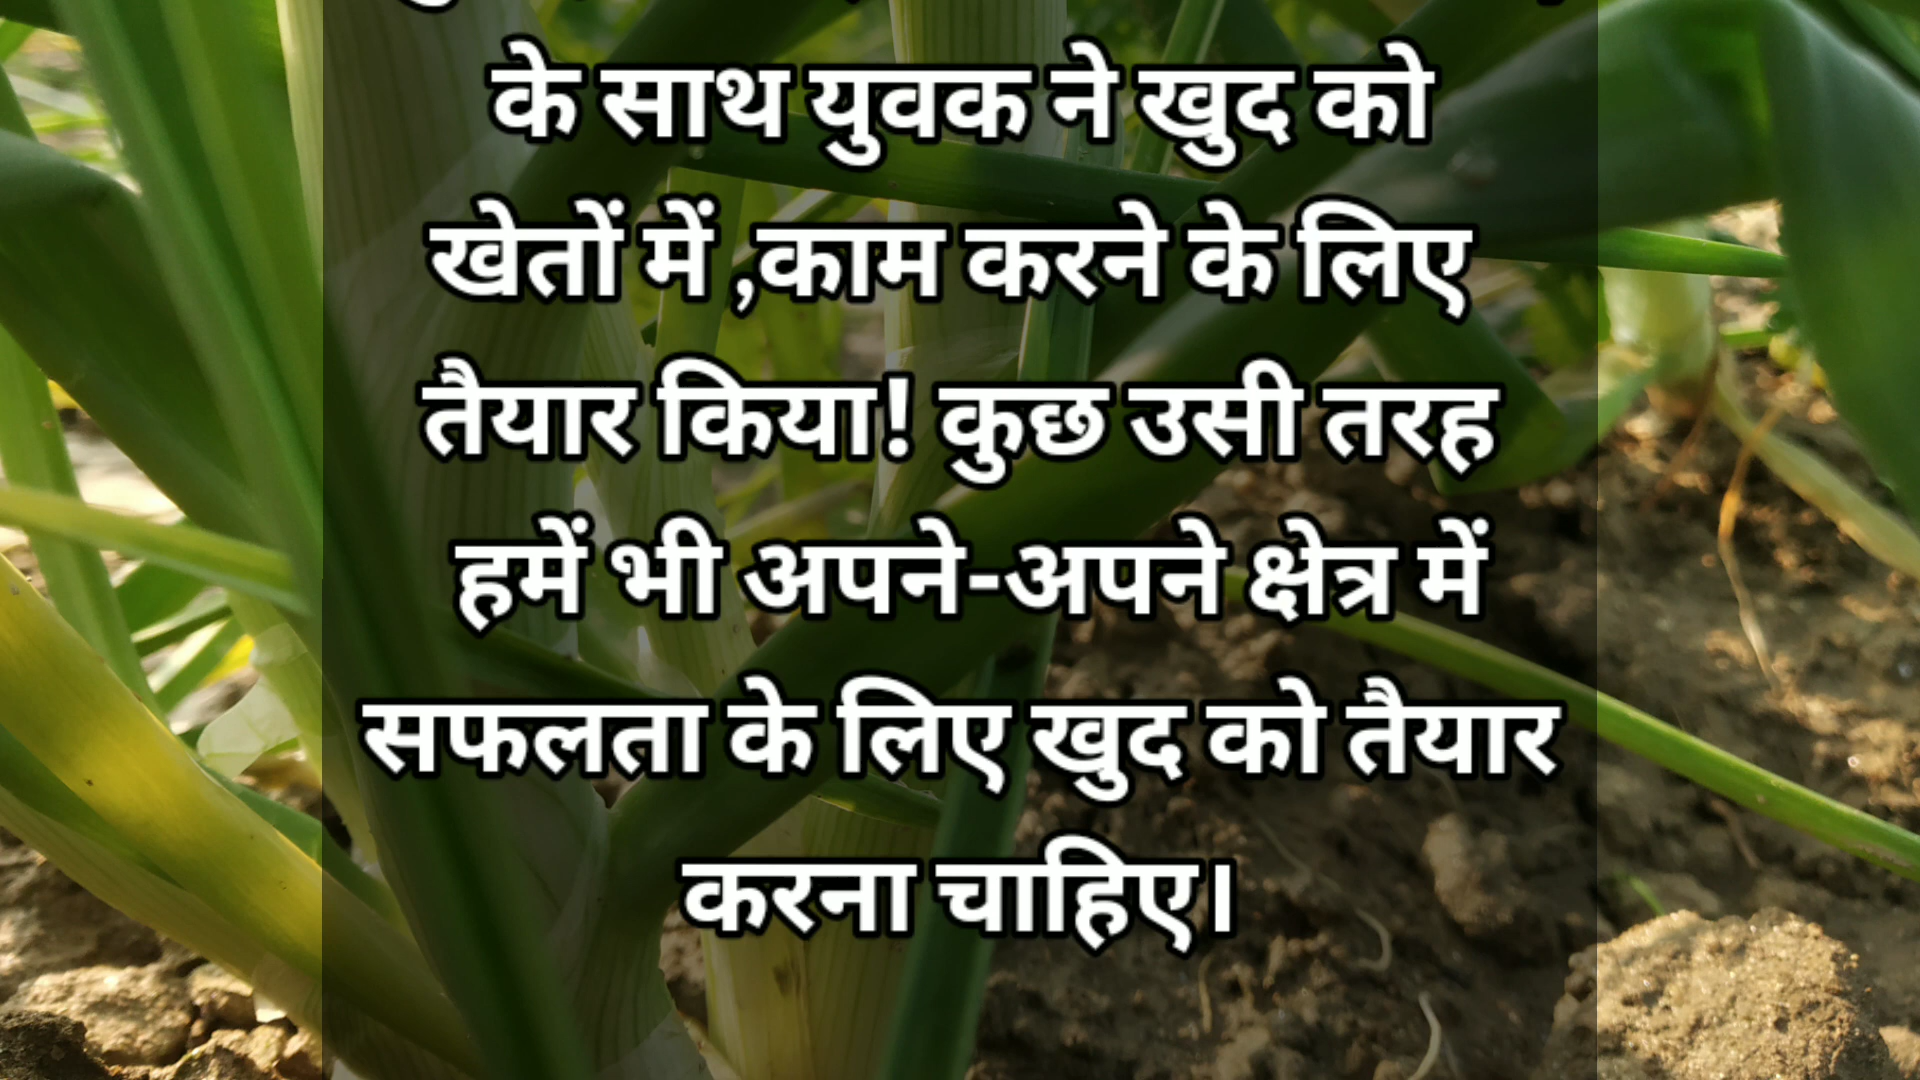 के साथ युवक ने खुद को
खेतों में ,काम करने के लिए
तैयार किया! कुछ उसी तरह
हमें भी अपने-अपने क्षेत्र में
सफलता के लिए खुद को तैयार
करना चाहिए।